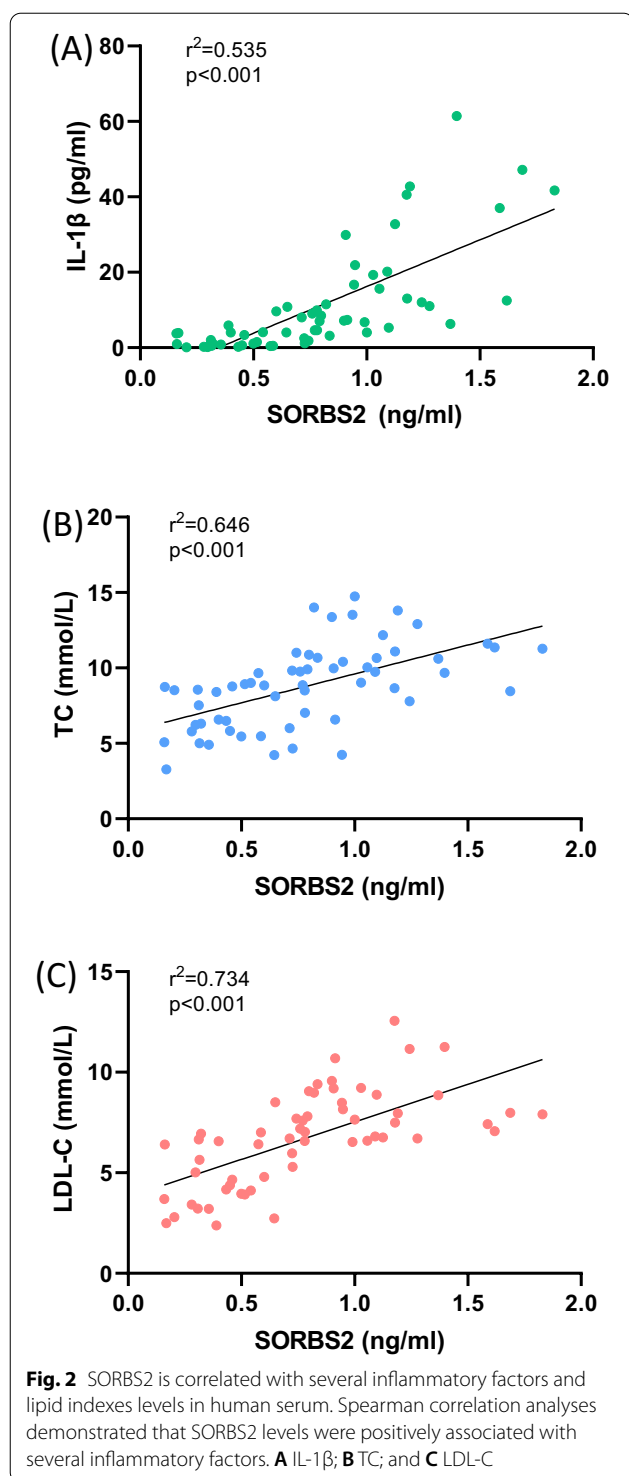 (A)
r²=0.535
p<0.001
80
60
40
20
0
IL-1β (pg/ml)
0.0 0.5 1.0 1.5 2.0
SORBS2 (ng/ml)
(B)
r²=0.646
p<0.001
20
15
10
5
0
TC (mmol/L)
0.0 0.5 1.0 1.5 2.0
SORBS2 (ng/ml)
(C)
r²=0.734
p<0.001
15
10
5
0
LDL-C (mmol/L)
0.0 0.5 1.0 1.5 2.0
SORBS2 (ng/ml)
Fig. 2 SORBS2 is correlated with several inflammatory factors and
lipid indexes levels in human serum. Spearman correlation analyses
demonstrated that SORBS2 levels were positively associated with
several inflammatory factors. A IL-1β; B TC; and C LDL-C